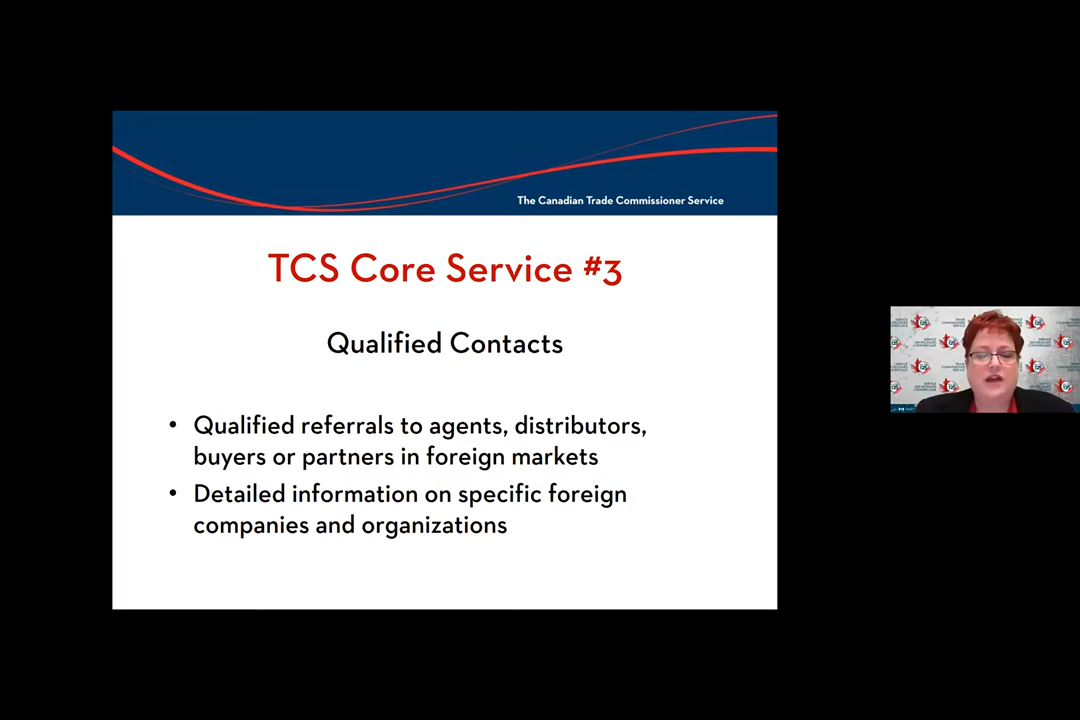 The Canadian Trade Commissioner Service
TCS Core Service #3
Qualified Contacts
• Qualified referrals to agents, distributors,
buyers or partners in foreign markets
• Detailed information on specific foreign
companies and organizations